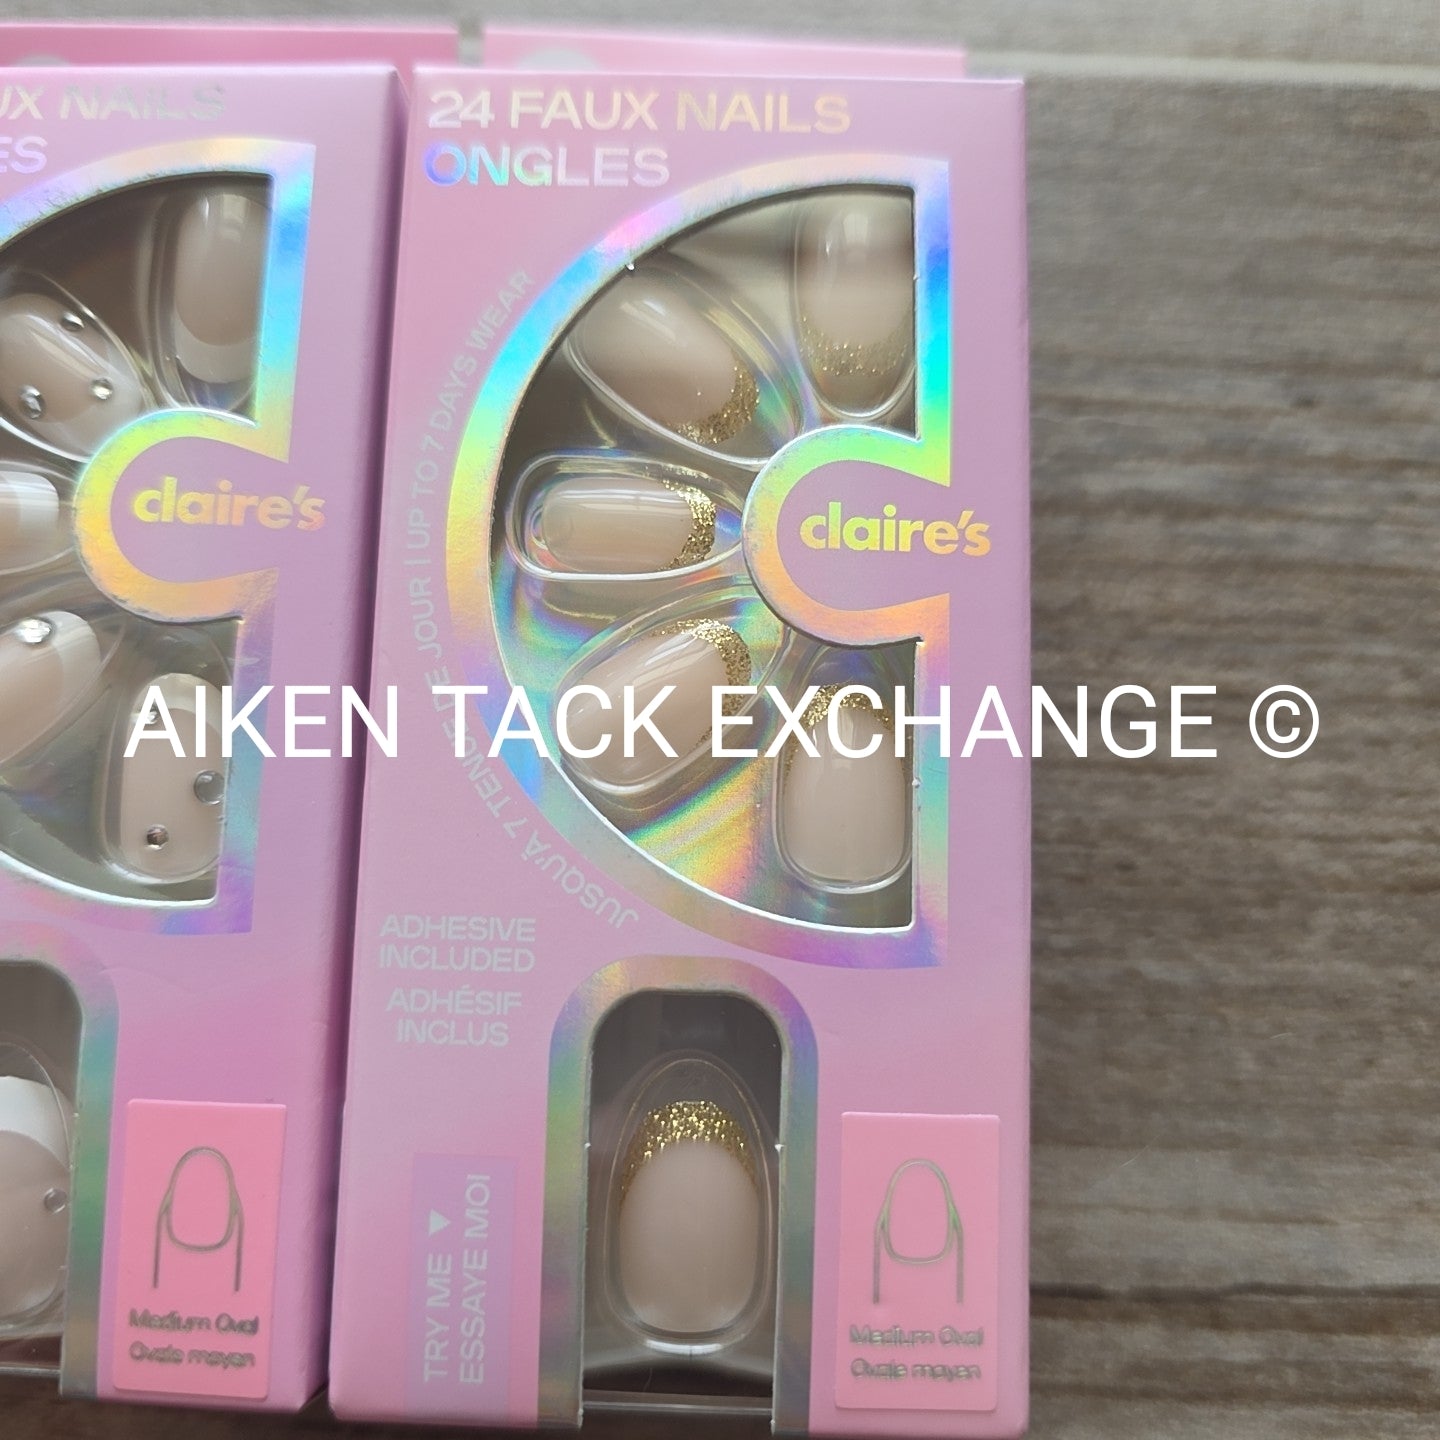 UX NAILS
ES
claire's
Medium Oval
Ovale moyen
24 FAUX NAILS
ONGLES
JUSQU'À 7 TENUE DE JOUR | UP TO 7 DAYS WEAR
claire's
ADHESIVE
INCLUDED
ADHÉSIF
INCLUS
TRY ME
ESSAYE MOI
Medium Oval
Ovale moyen
AIKEN TACK EXCHANGE ©